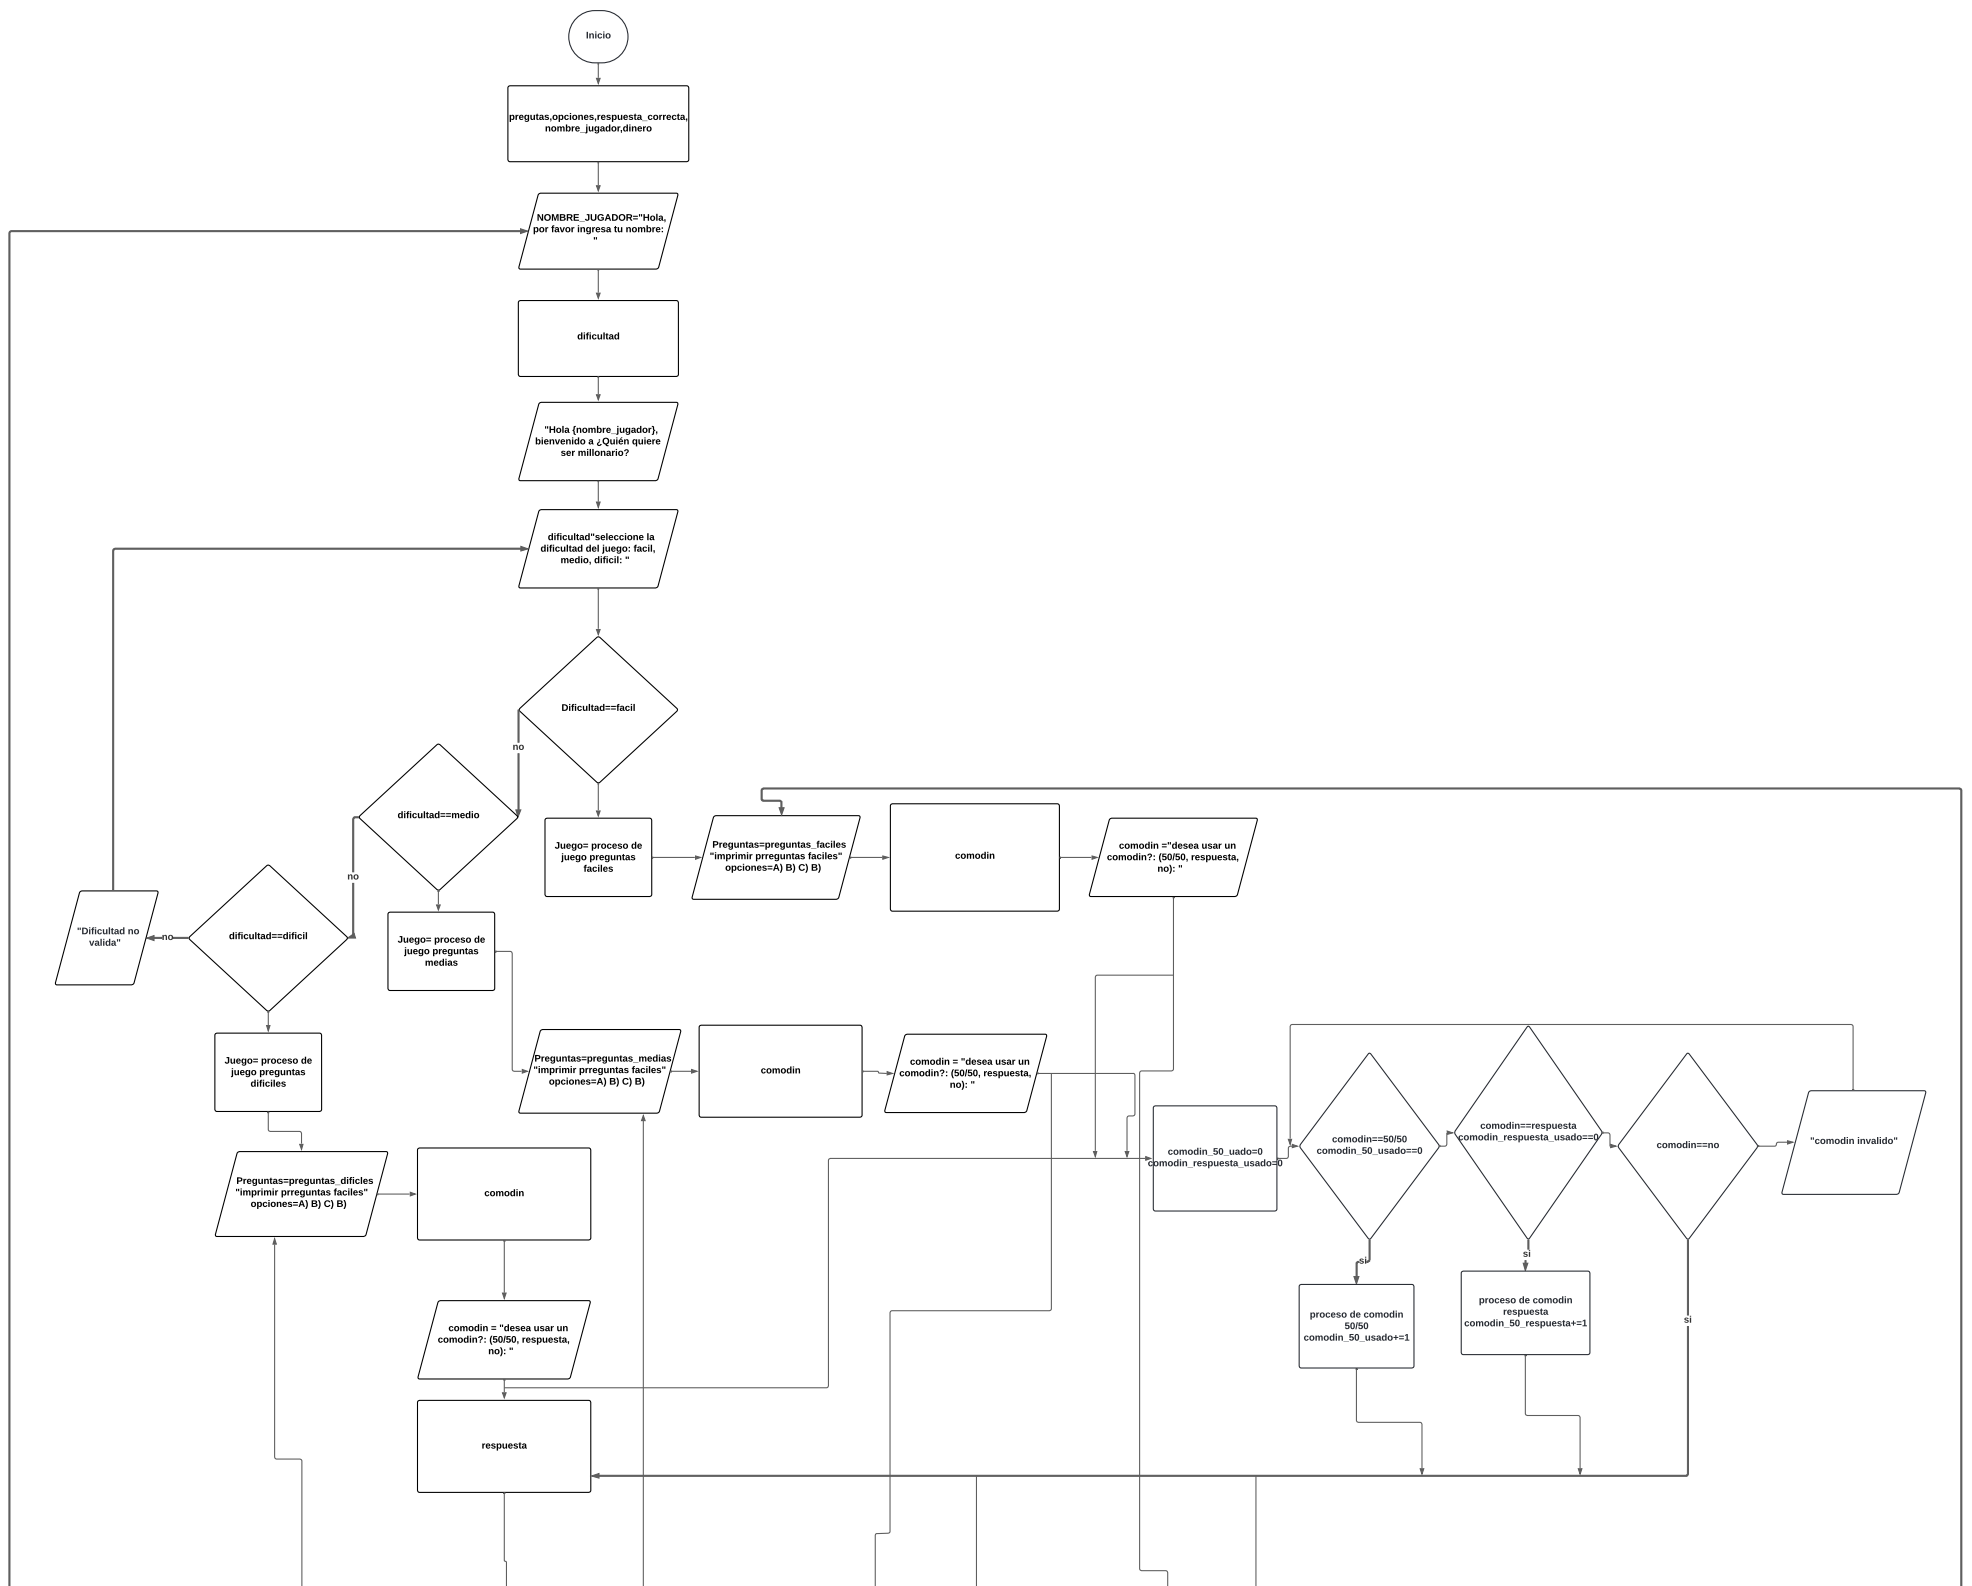 Inicio
pregutas,opciones,respuesta_correcta,
nombre_jugador,dinero
NOMBRE_JUGADOR="Hola,
por favor ingresa tu nombre:
"
dificultad
"Hola {nombre_jugador},
bienvenido a ¿Quién quiere
ser millonario?
dificultad"seleccione la
dificultad del juego: facil,
medio, dificil: "
Dificultad==facil
no
dificultad==medio
no
Juego= proceso de
juego preguntas
faciles
Preguntas=preguntas_faciles
"imprimir prreguntas faciles"
opciones=A) B) C) B)
comodin
comodin ="desea usar un
comodin?: (50/50, respuesta,
no): "
"Dificultad no
valida"
no
dificultad==dificil
Juego= proceso de
juego preguntas
medias
Juego= proceso de
juego preguntas
dificiles
Preguntas=preguntas_medias
"imprimir prreguntas faciles"
opciones=A) B) C) B)
comodin
comodin = "desea usar un
comodin?: (50/50, respuesta,
no): "
comodin_50_uado=0
comodin_respuesta_usado=0
comodin==50/50
comodin_50_usado==0
comodin==respuesta
comodin_respuesta_usado==0
comodin==no
"comodin invalido"
Preguntas=preguntas_dificles
"imprimir prreguntas faciles"
opciones=A) B) C) B)
comodin
si
si
si
proceso de comodin
50/50
comodin_50_usado+=1
proceso de comodin
respuesta
comodin_50_respuesta+=1
comodin = "desea usar un
comodin?: (50/50, respuesta,
no): "
respuesta